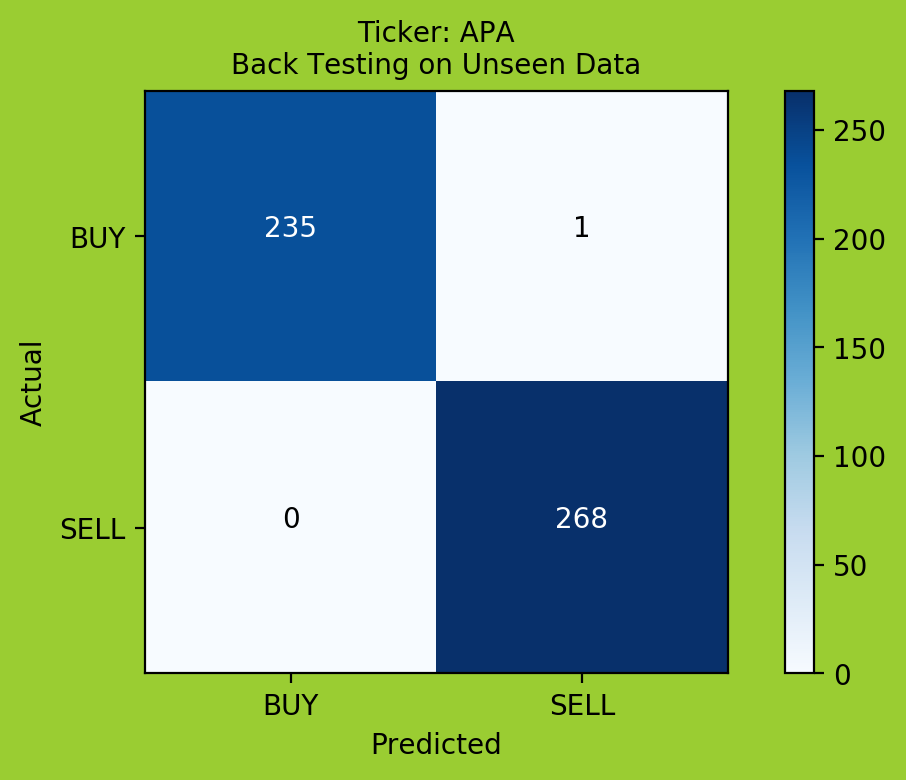 Ticker: APA
Back Testing on Unseen Data
BUY
235
1
SELL
0
268
BUY
SELL
Actual
Predicted
250
200
150
100
50
0